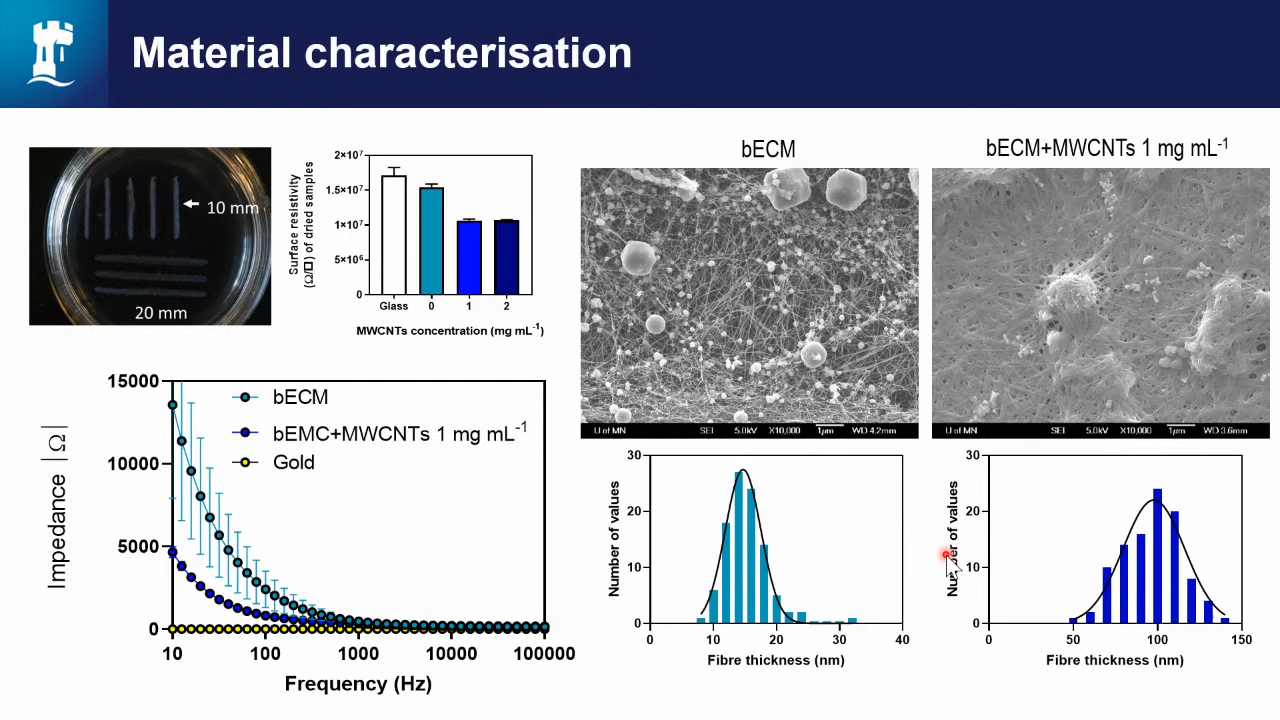 Material characterisation
10 mm
20 mm
Surface resistivity
(Ω/□) of dried samples
2×10⁷
1.5×10⁷
1×10⁷
5×10⁶
0
Glass 0 1 2
MWCNTs concentration (mg mL⁻¹)
bECM
U of MN SEI 5.0kV X10,000 1µm WD 4.2mm
bECM+MWCNTs 1 mg mL⁻¹
U of MN SEI 5.0kV X10,000 1µm WD 3.6mm
Impedance |Ω|
15000
10000
5000
0
bECM
bEMC+MWCNTs 1 mg mL⁻¹
Gold
10 100 1000 10000 100000
Frequency (Hz)
Number of values
30
20
10
0
0 10 20 30 40
Fibre thickness (nm)
Number of values
30
20
10
0
0 50 100 150
Fibre thickness (nm)